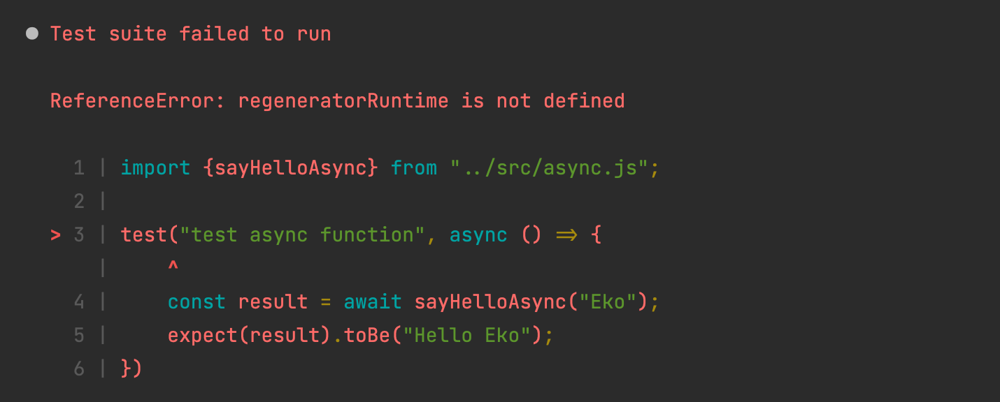 ● Test suite failed to run
ReferenceError: regeneratorRuntime is not defined
1 | import {sayHelloAsync} from "../src/async.js";
2 |
> 3 | test("test async function", async () => {
|     ^
4 |     const result = await sayHelloAsync("Eko");
5 |     expect(result).toBe("Hello Eko");
6 | })